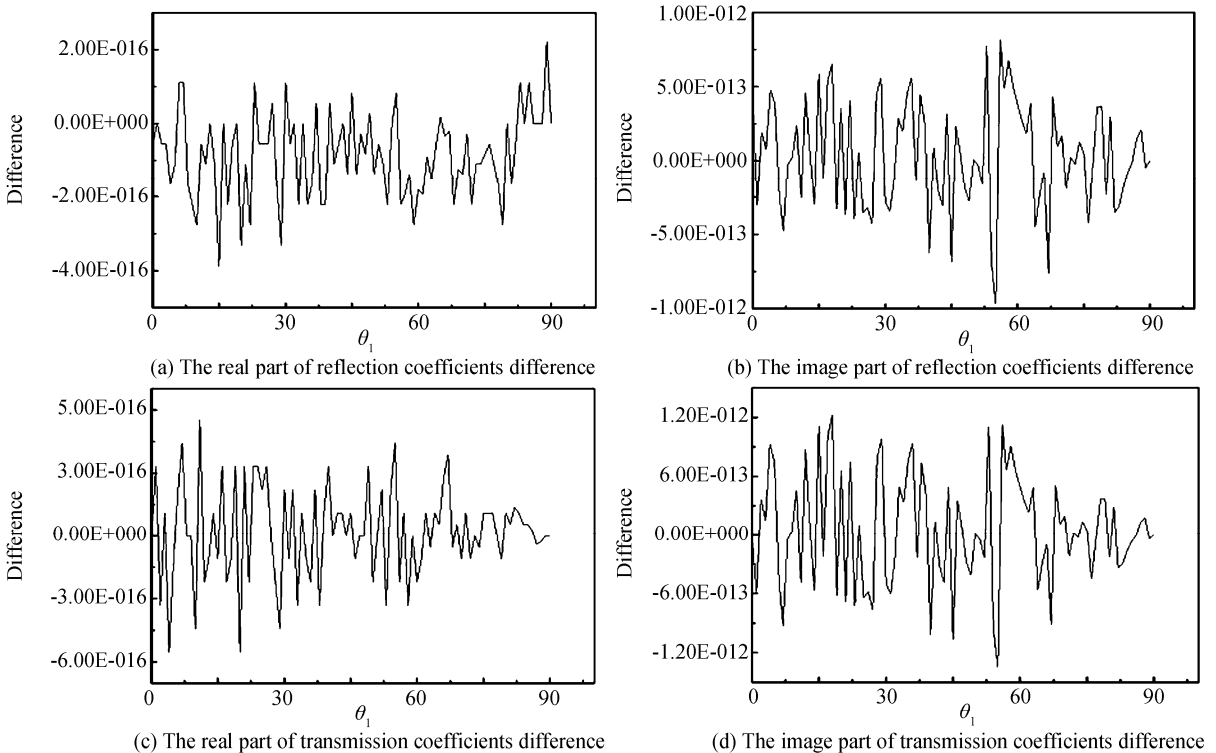 2.00E-016
0.00E+000
-2.00E-016
-4.00E-016
Difference
0 30 60 90
θ1
(a) The real part of reflection coefficients difference
1.00E-012
5.00E-013
0.00E+000
-5.00E-013
-1.00E-012
Difference
0 30 60 90
θ1
(b) The image part of reflection coefficients difference
5.00E-016
3.00E-016
0.00E+000
-3.00E-016
-6.00E-016
Difference
0 30 60 90
θ1
(c) The real part of transmission coefficients difference
1.20E-012
6.00E-013
0.00E+000
-6.00E-013
-1.20E-012
Difference
0 30 60 90
θ1
(d) The image part of transmission coefficients difference